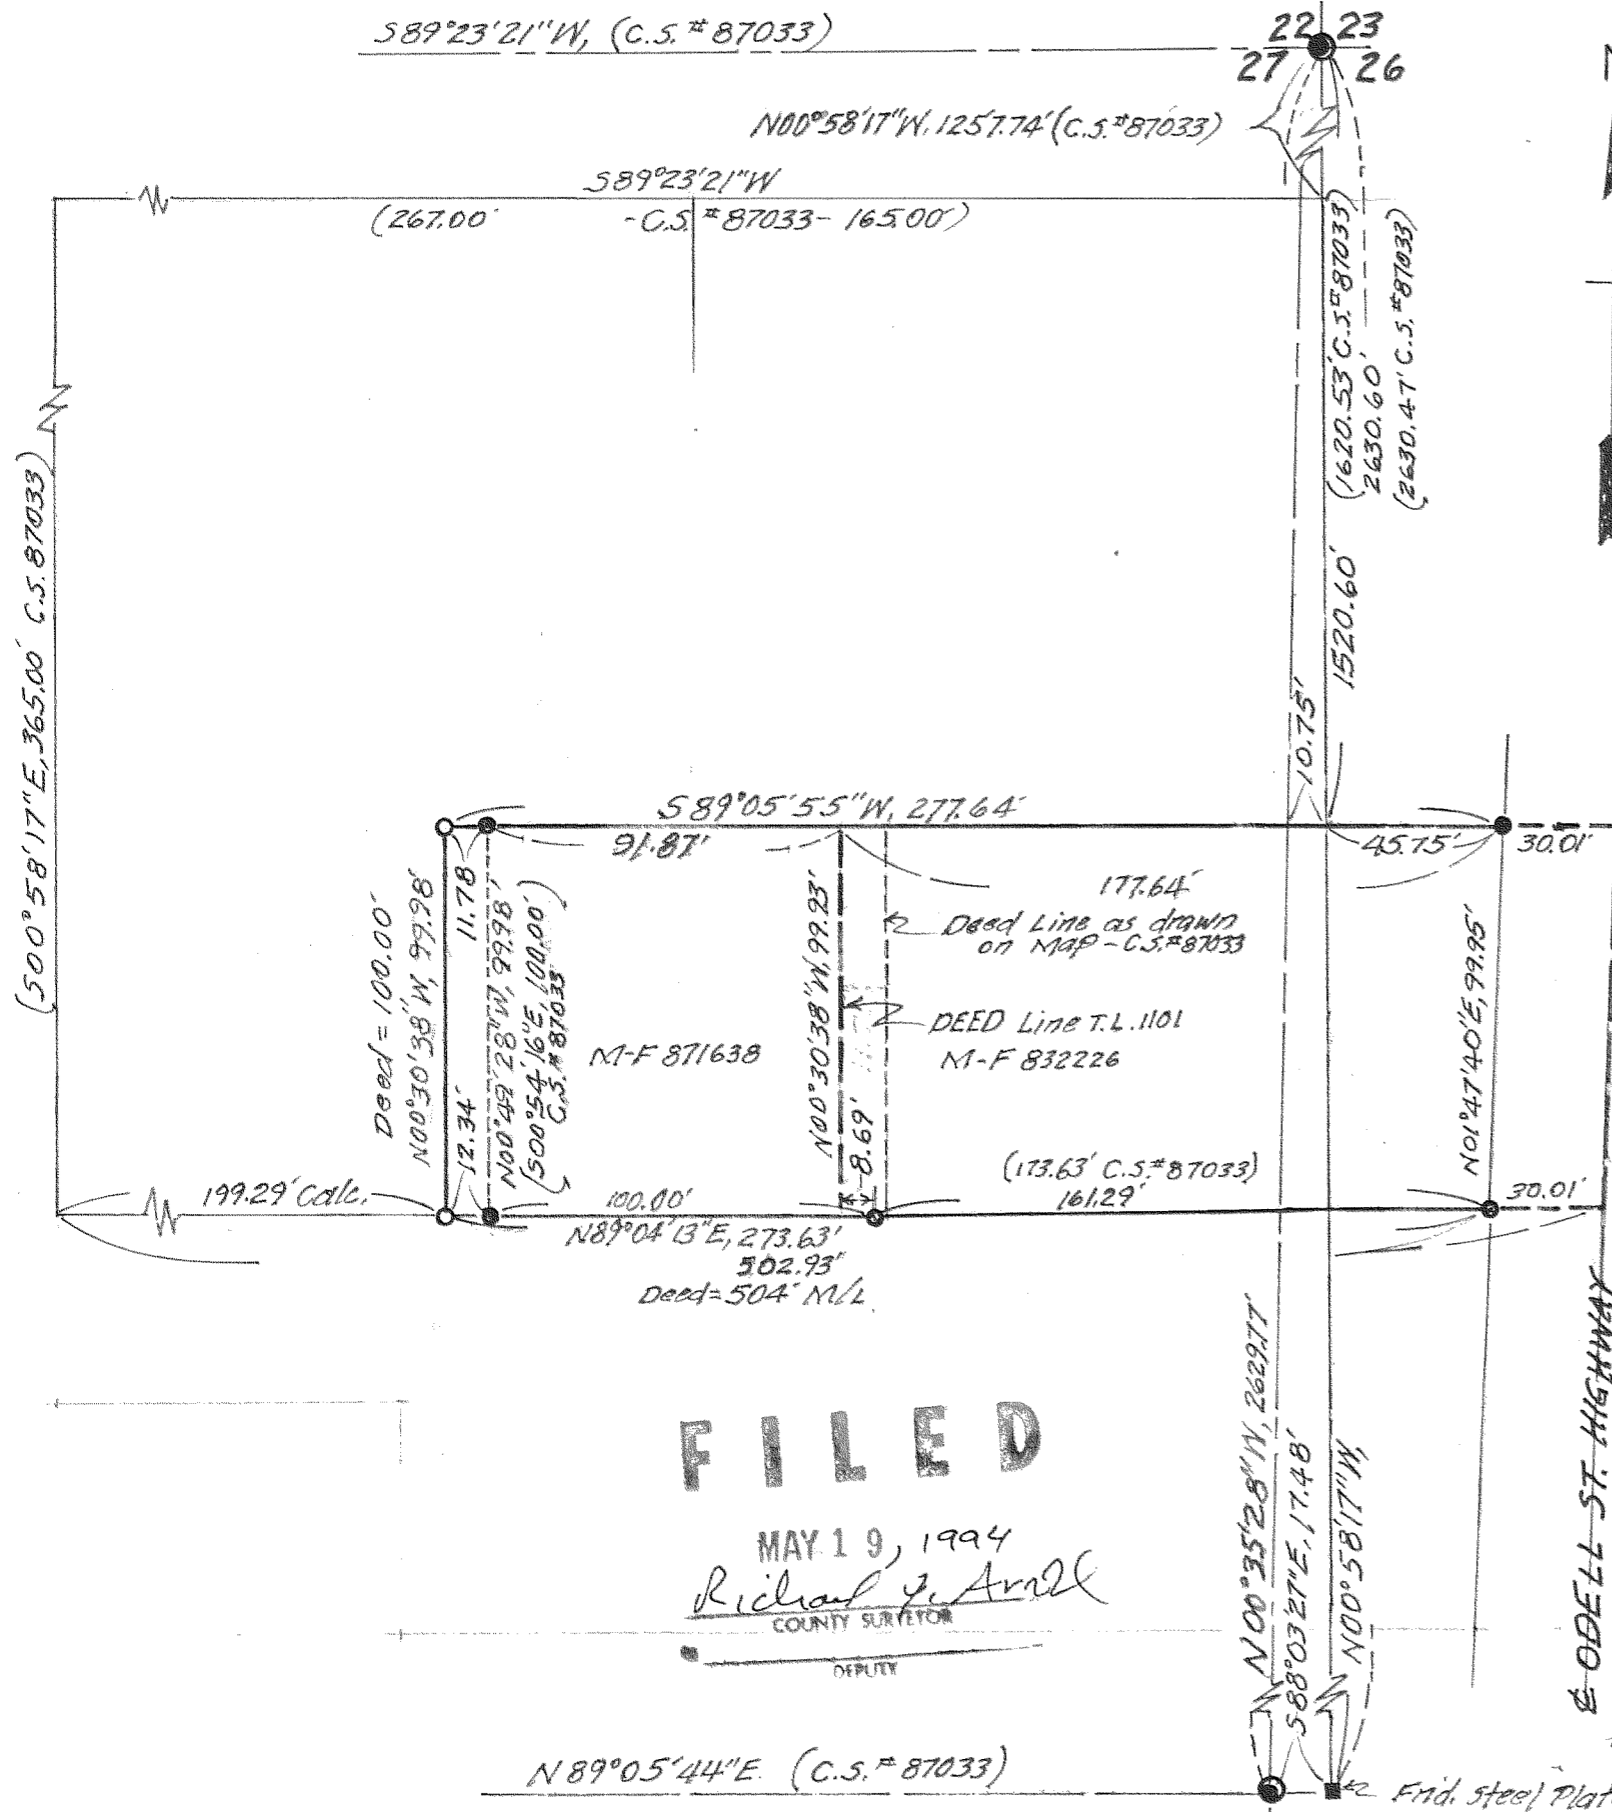 S89°23'21"W, (C.S.#87033)
22 23
27 26
N00°58'17"W, 1257.74' (C.S.#87033)
S89°23'21"W
(267.00' -C.S.#87033- 165.00')
(1620.53' C.S.#87033)
2630.60'
(2630.47' C.S.#87033)
(S00°58'17"E, 365.00' C.S. 87033)
1520.60'
10.75'
S89°05'55"W, 277.64'
91.87'
45.75'
30.01'
177.64'
Deed Line as drawn
on Map - C.S.#87033
Deed = 100.00'
N00°30'38"W, 99.98'
11.78'
12.34'
N00°49'28"W, 99.98'
(S00°54'16"E, 100.00')
C.S.#87033
M-F 871638
N00°30'38"W, 99.93'
8.69'
DEED Line T.L. 1101
M-F 832226
N01°47'40"E, 99.95'
(173.63' C.S.#87033)
199.29' Calc.
100.00'
161.29'
30.01'
N89°04'13"E, 273.63'
502.93'
Deed=504' M/L
FILED
MAY 19, 1994
COUNTY SURVEYOR
DEPUTY
N00°35'28"W, 2629.77'
S88°03'27"E, 17.48'
N00°58'17"W,
℄ ODELL ST. HIGHWAY
N89°05'44"E. (C.S.#87033)
Fnd. Steel Plat